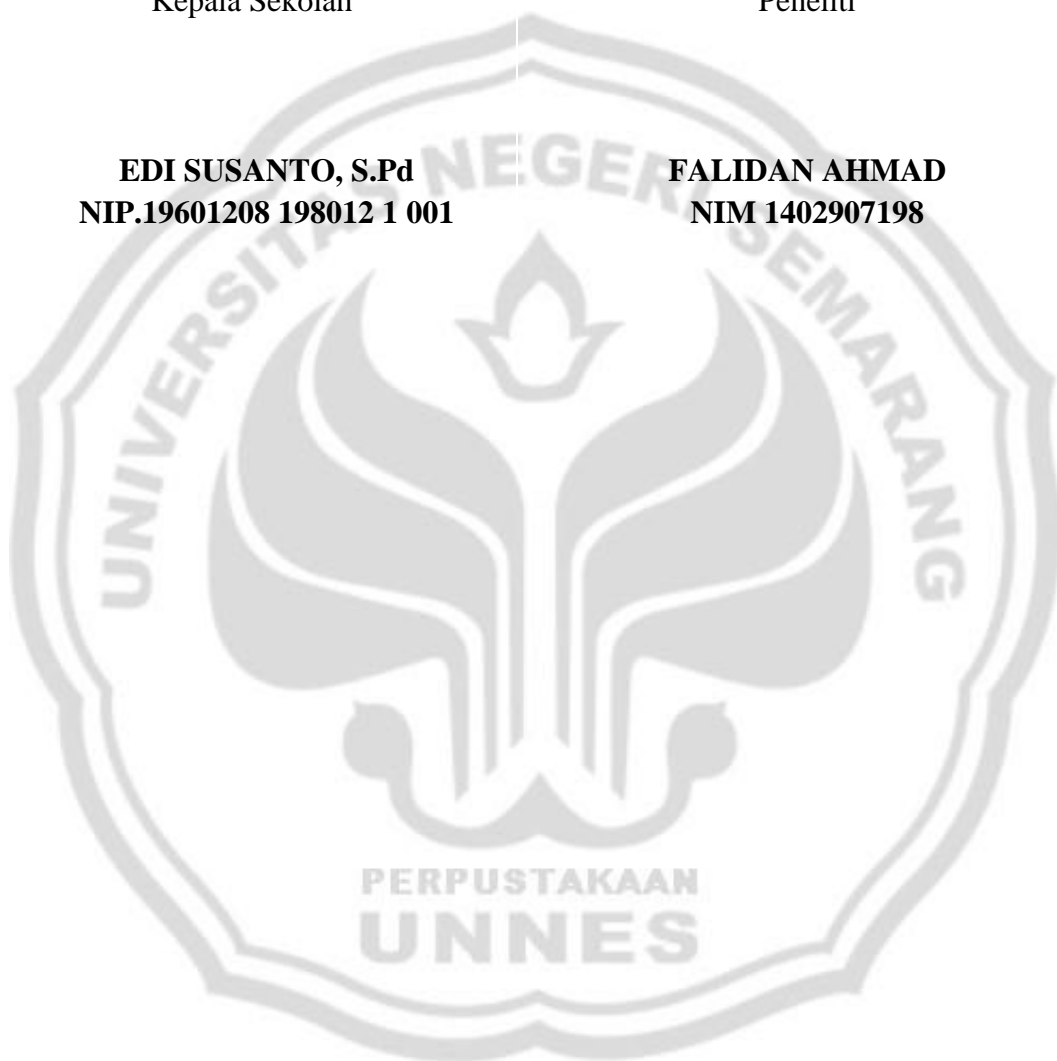 Kepala Sekolah
Peneliti
EDI SUSANTO, S.Pd
NIP.19601208 198012 1 001
FALIDAN AHMAD
NIM 1402907198
UNIVERSITAS NEGERI SEMARANG
PERPUSTAKAAN
UNNES